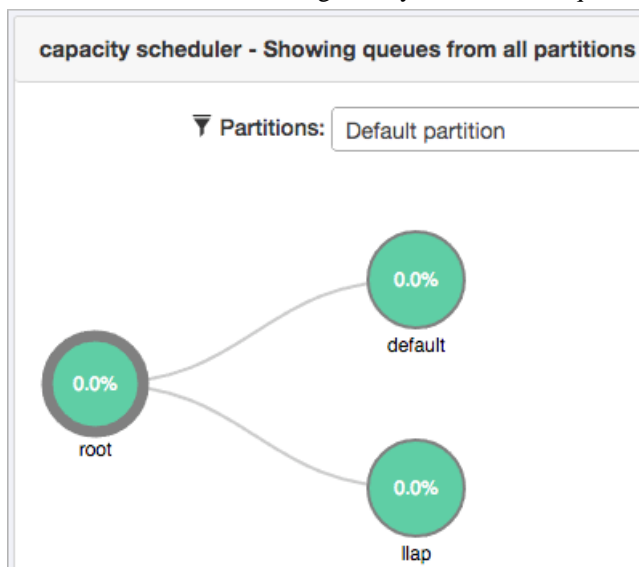 capacity scheduler - Showing queues from all partitions
Partitions: Default partition
0.0%
default
0.0%
root
0.0%
llap